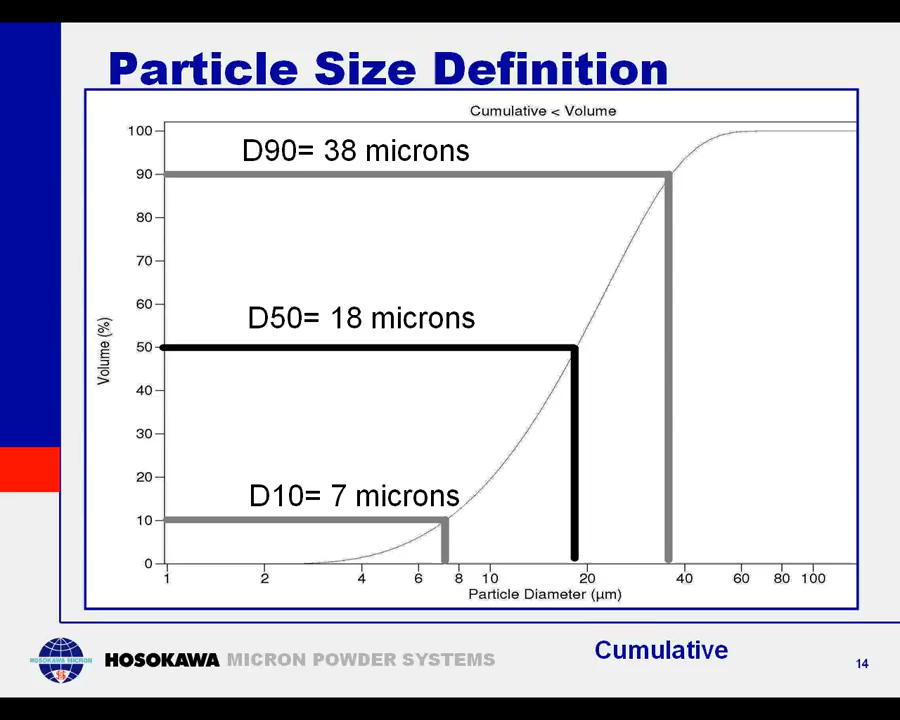 Particle Size Definition
Cumulative < Volume
100
D90= 38 microns
90
80
70
60
D50= 18 microns
50
Volume (%)
40
30
20
D10= 7 microns
10
0
1 2 4 6 8 10 20 40 60 80 100
Particle Diameter (µm)
Cumulative
HOSOKAWA MICRON
HOSOKAWA MICRON POWDER SYSTEMS
14